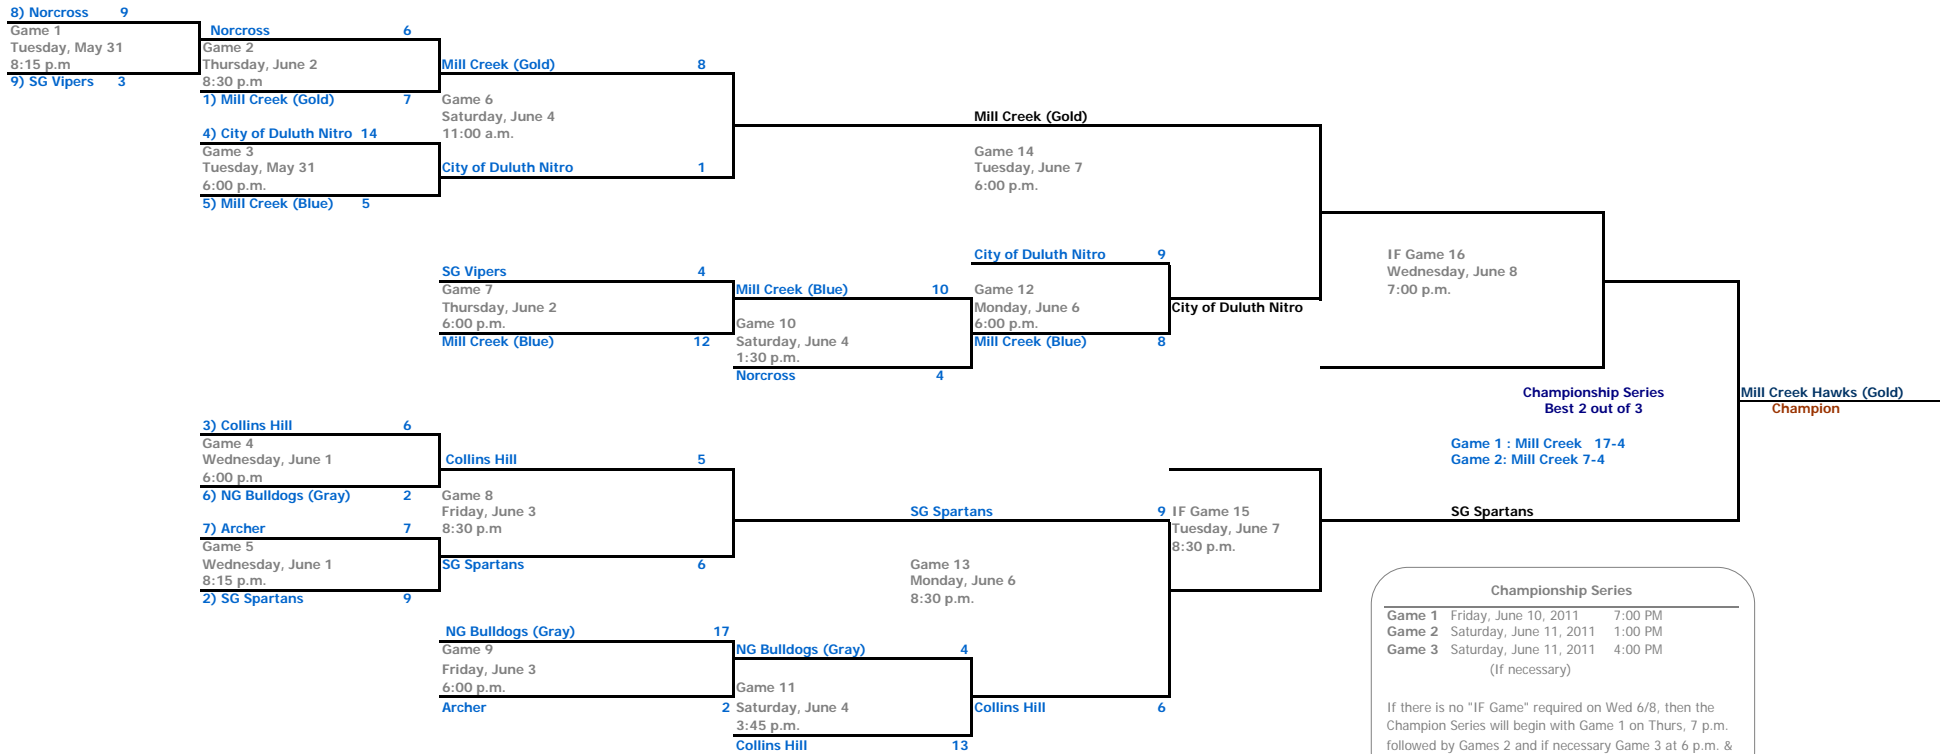 8) Norcross 9
Game 1
Tuesday, May 31
8:15 p.m
9) SG Vipers 3
Norcross 6
Game 2
Thursday, June 2
8:30 p.m
1) Mill Creek (Gold) 7
4) City of Duluth Nitro 14
Game 3
Tuesday, May 31
6:00 p.m.
5) Mill Creek (Blue) 5
Mill Creek (Gold) 8
Game 6
Saturday, June 4
11:00 a.m.
City of Duluth Nitro 1
Mill Creek (Gold)
Game 14
Tuesday, June 7
6:00 p.m.
SG Vipers 4
Game 7
Thursday, June 2
6:00 p.m.
Mill Creek (Blue) 12
Mill Creek (Blue) 10
Game 10
Saturday, June 4
1:30 p.m.
Norcross 4
City of Duluth Nitro 9
Game 12
Monday, June 6
6:00 p.m.
Mill Creek (Blue) 8
City of Duluth Nitro
IF Game 16
Wednesday, June 8
7:00 p.m.
Championship Series
Best 2 out of 3
Mill Creek Hawks (Gold)
Champion
Game 1 : Mill Creek 17-4
Game 2: Mill Creek 7-4
3) Collins Hill 6
Game 4
Wednesday, June 1
6:00 p.m
6) NG Bulldogs (Gray) 2
7) Archer 7
Game 5
Wednesday, June 1
8:15 p.m.
2) SG Spartans 9
Collins Hill 5
Game 8
Friday, June 3
8:30 p.m
SG Spartans 6
SG Spartans 9
Game 13
Monday, June 6
8:30 p.m.
IF Game 15
Tuesday, June 7
8:30 p.m.
SG Spartans
NG Bulldogs (Gray) 17
Game 9
Friday, June 3
6:00 p.m.
Archer 2
NG Bulldogs (Gray) 4
Game 11
Saturday, June 4
3:45 p.m.
Collins Hill 13
Collins Hill 6
Championship Series
Game 1 Friday, June 10, 2011 7:00 PM
Game 2 Saturday, June 11, 2011 1:00 PM
Game 3 Saturday, June 11, 2011 4:00 PM
(If necessary)
If there is no "IF Game" required on Wed 6/8, then the
Champion Series will begin with Game 1 on Thurs, 7 p.m.
followed by Games 2 and if necessary Game 3 at 6 p.m. &